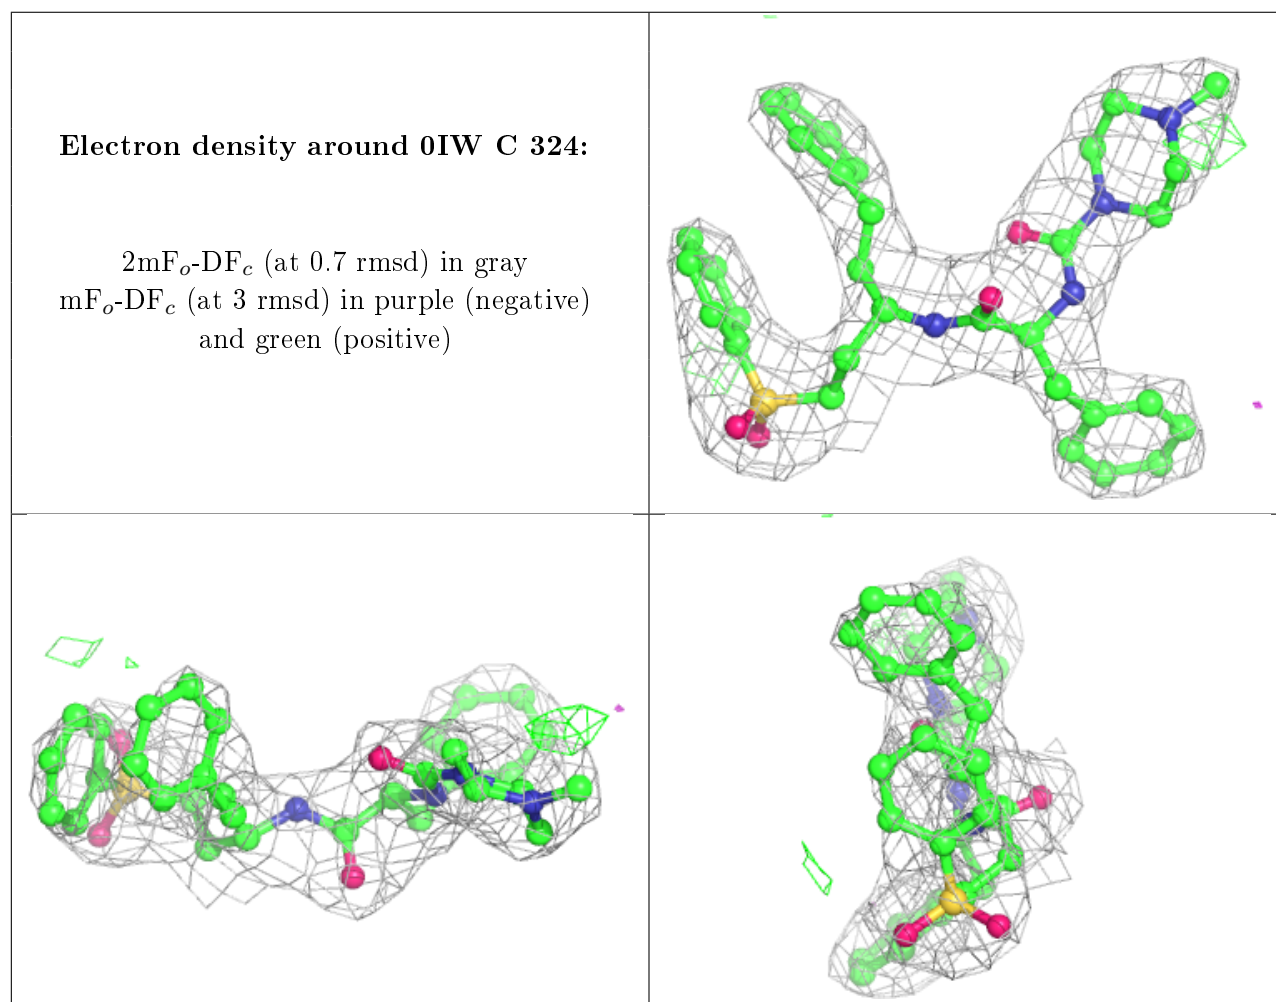 Electron density around 0IW C 324:
2mFo-DFc (at 0.7 rmsd) in gray
mFo-DFc (at 3 rmsd) in purple (negative)
and green (positive)